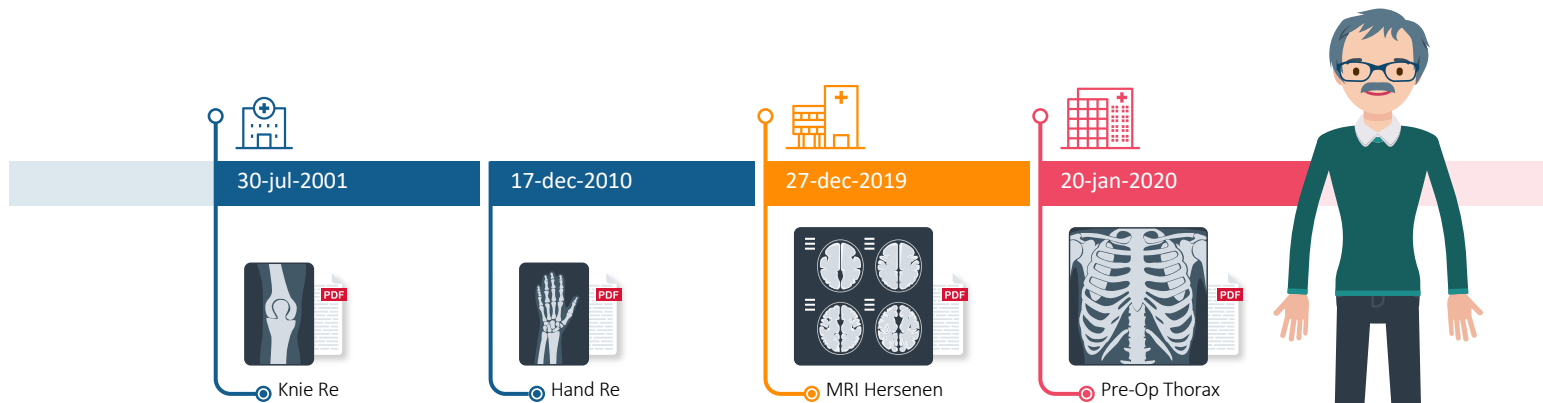 30-jul-2001
17-dec-2010
27-dec-2019
20-jan-2020
PDF
PDF
PDF
PDF
Knie Re
Hand Re
MRI Hersenen
Pre-Op Thorax